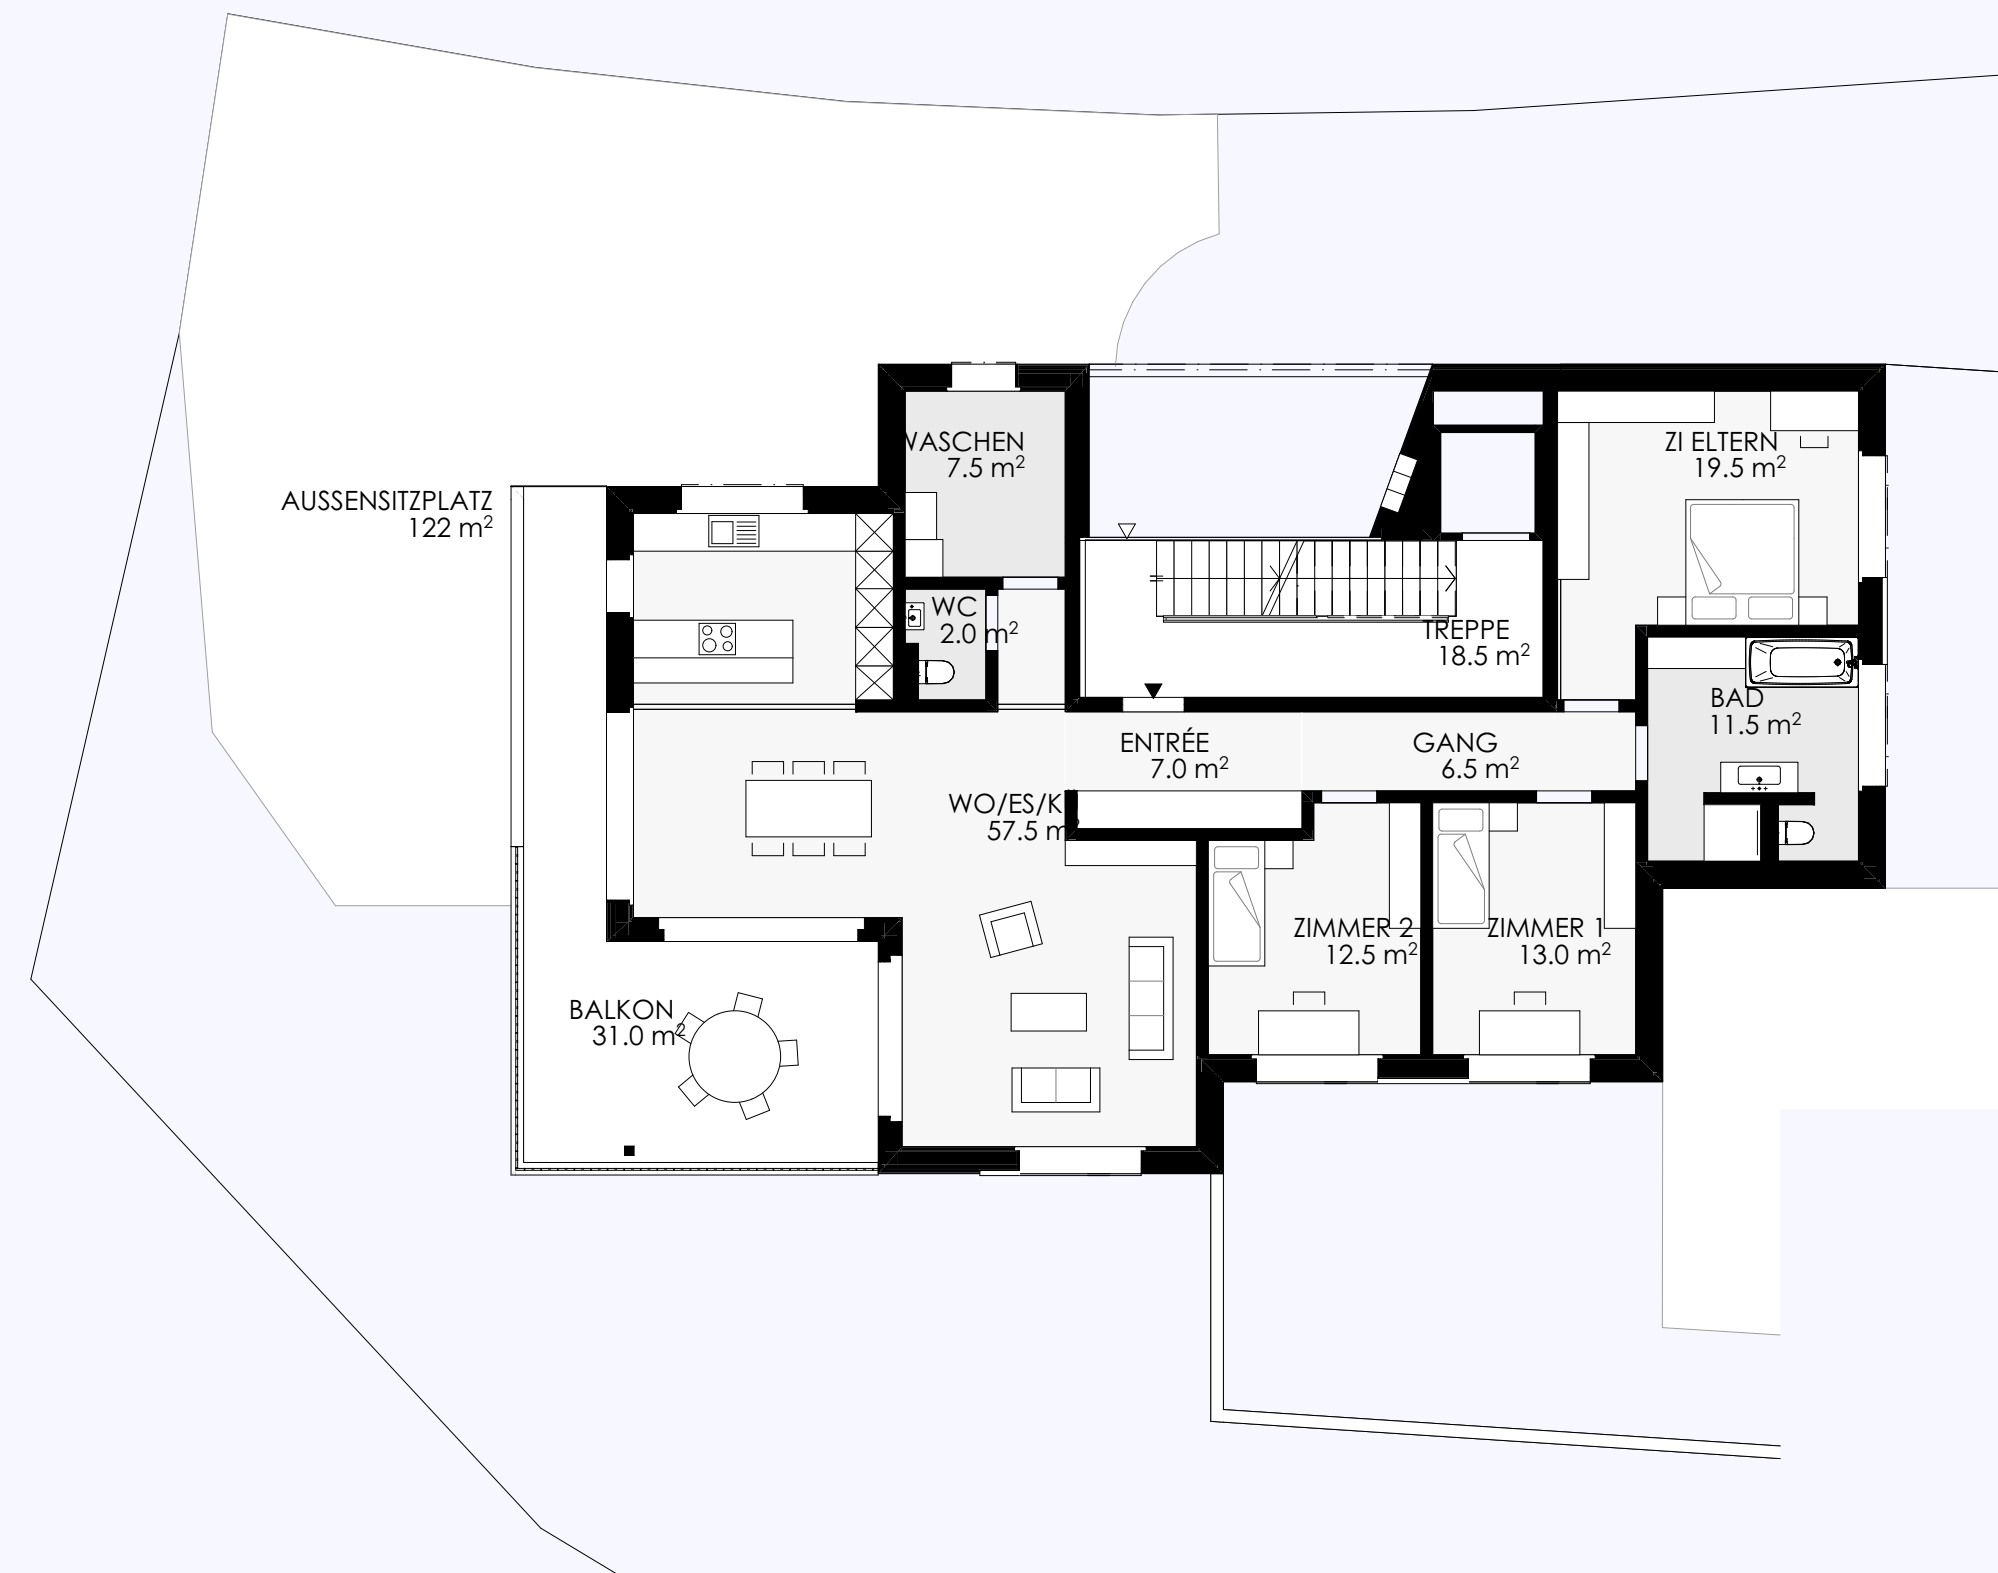 WASCHEN
7.5 m²
ZI ELTERN
19.5 m²
AUSSENSITZPLATZ
122 m²
WC
2.0 m²
TREPPE
18.5 m²
BAD
11.5 m²
ENTRÉE
7.0 m²
GANG
6.5 m²
WO/ES/K
57.5 m²
ZIMMER 2
12.5 m²
ZIMMER 1
13.0 m²
BALKON
31.0 m²